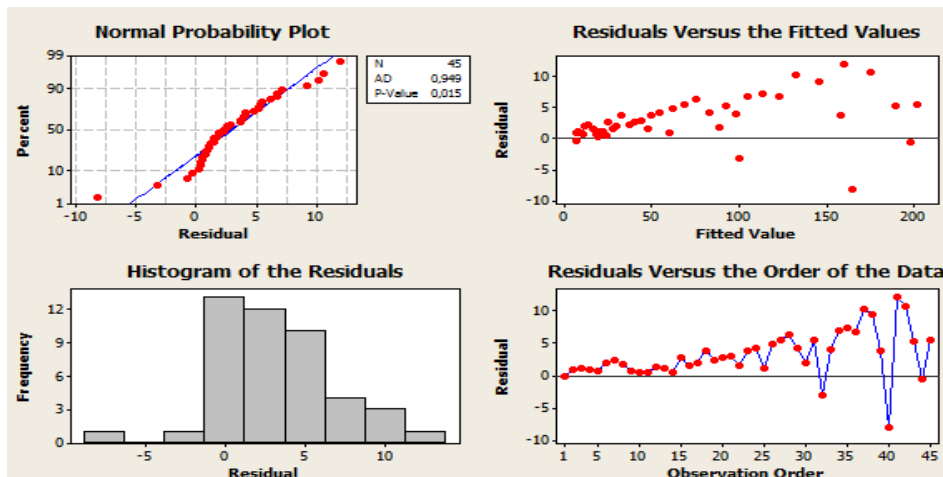 Normal Probability Plot
99
90
50
10
1
Percent
-10 -5 0 5 10
Residual
N 45
AD 0,949
P-Value 0,015
Residuals Versus the Fitted Values
10
5
0
-5
-10
Residual
0 50 100 150 200
Fitted Value
Histogram of the Residuals
12
9
6
3
0
Frequency
-5 0 5 10
Residual
Residuals Versus the Order of the Data
10
5
0
-5
-10
Residual
1 5 10 15 20 25 30 35 40 45
Observation Order